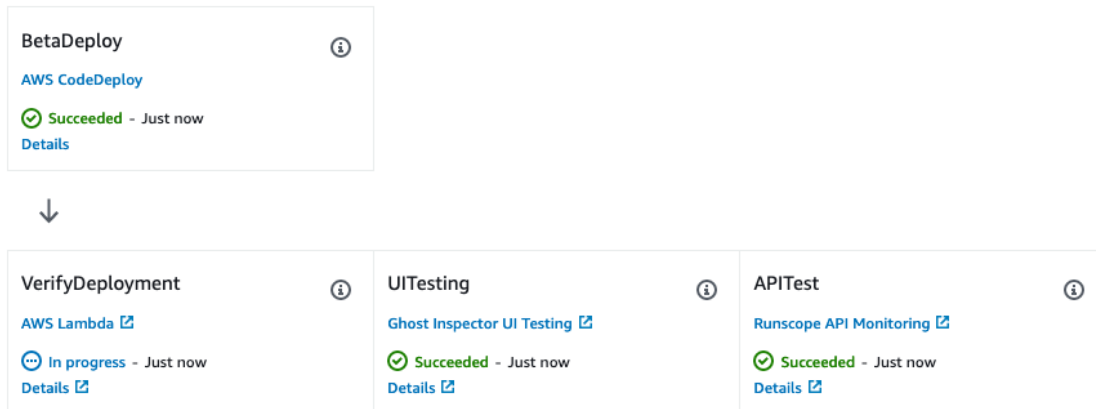 BetaDeploy
AWS CodeDeploy
Succeeded - Just now
Details
VerifyDeployment
AWS Lambda
In progress - Just now
Details
UITesting
Ghost Inspector UI Testing
Succeeded - Just now
Details
APITest
Runscope API Monitoring
Succeeded - Just now
Details